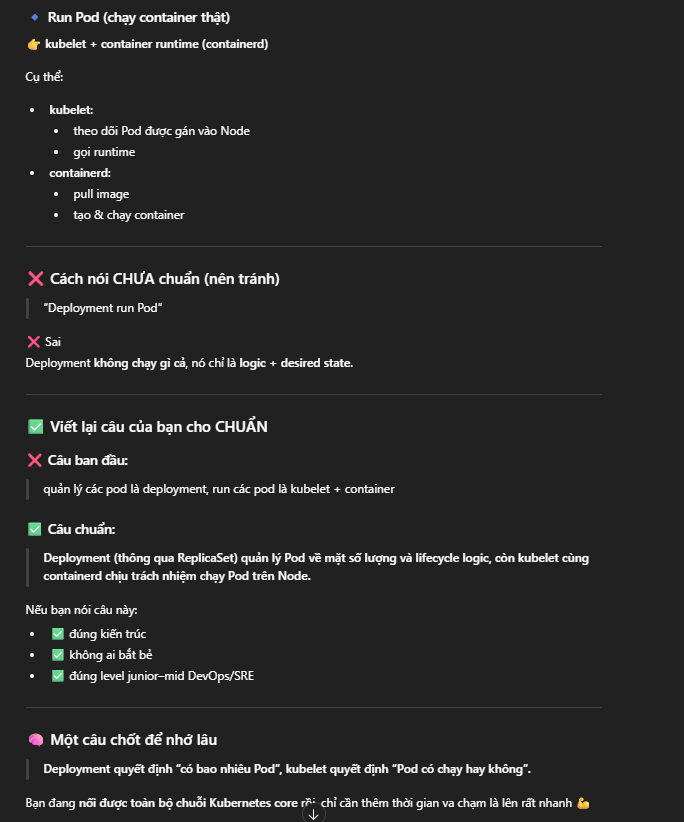 Run Pod (chạy container thật)
👉 kubelet + container runtime (containerd)
Cụ thể:
• kubelet:
• theo dõi Pod được gán vào Node
• gọi runtime
• containerd:
• pull image
• tạo & chạy container
❌ Cách nói CHƯA chuẩn (nên tránh)
"Deployment run Pod"
❌ Sai
Deployment không chạy gì cả, nó chỉ là logic + desired state.
✅ Viết lại câu của bạn cho CHUẨN
❌ Câu ban đầu:
quản lý các pod là deployment, run các pod là kubelet + container
✅ Câu chuẩn:
Deployment (thông qua ReplicaSet) quản lý Pod về mặt số lượng và lifecycle logic, còn kubelet cùng
containerd chịu trách nhiệm chạy Pod trên Node.
Nếu bạn nói câu này:
• ✅ đúng kiến trúc
• ✅ không ai bắt bẻ
• ✅ đúng level junior–mid DevOps/SRE
🧠 Một câu chốt để nhớ lâu
Deployment quyết định "có bao nhiêu Pod", kubelet quyết định "Pod có chạy hay không".
Bạn đang nối được toàn bộ chuỗi Kubernetes core rồi, chỉ cần thêm thời gian va chạm là lên rất nhanh 💪